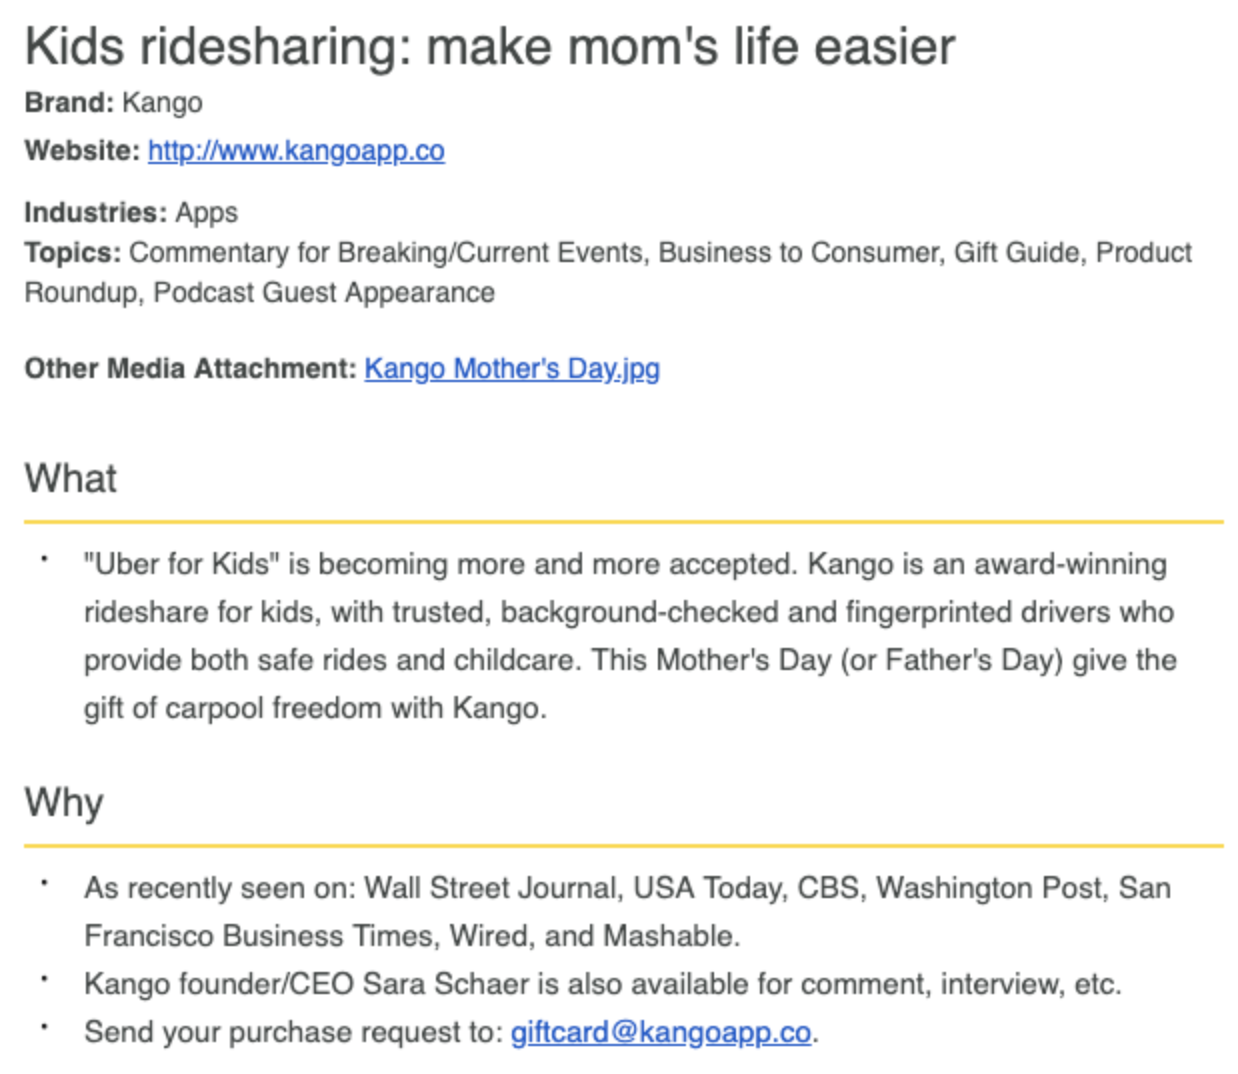 Kids ridesharing: make mom's life easier
Brand: Kango
Website: http://www.kangoapp.co
Industries: Apps
Topics: Commentary for Breaking/Current Events, Business to Consumer, Gift Guide, Product
Roundup, Podcast Guest Appearance
Other Media Attachment: Kango Mother's Day.jpg
What
· "Uber for Kids" is becoming more and more accepted. Kango is an award-winning
rideshare for kids, with trusted, background-checked and fingerprinted drivers who
provide both safe rides and childcare. This Mother's Day (or Father's Day) give the
gift of carpool freedom with Kango.
Why
· As recently seen on: Wall Street Journal, USA Today, CBS, Washington Post, San
Francisco Business Times, Wired, and Mashable.
· Kango founder/CEO Sara Schaer is also available for comment, interview, etc.
· Send your purchase request to: giftcard@kangoapp.co.